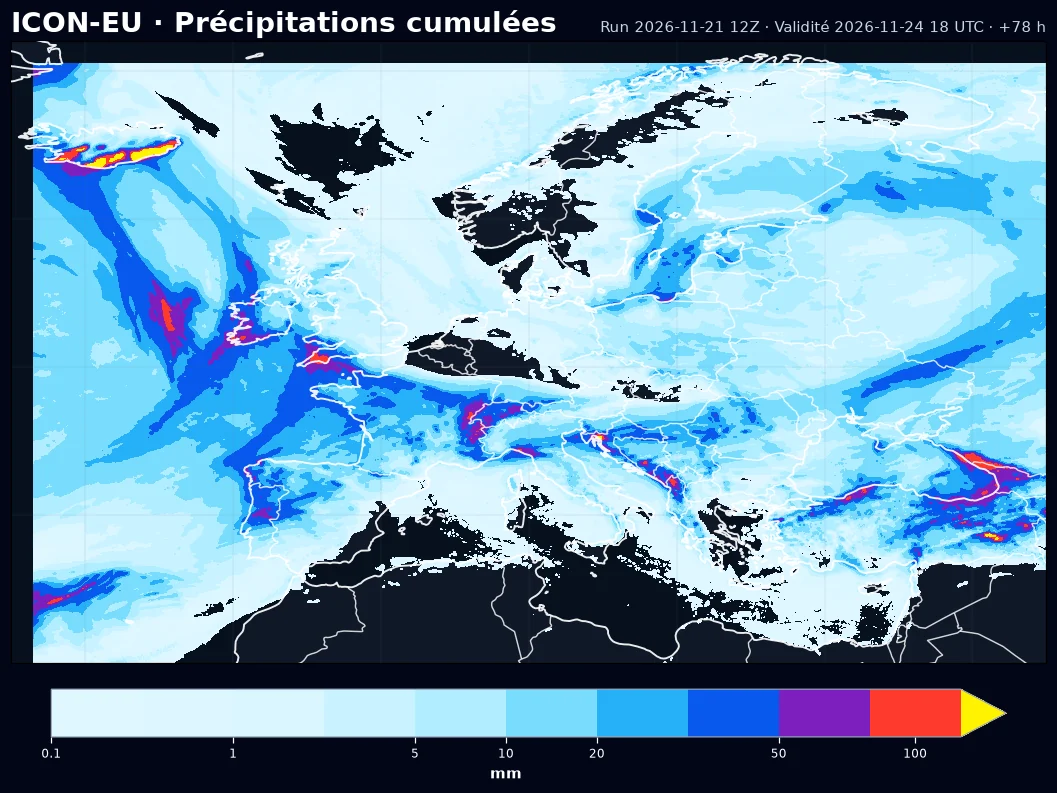 ICON-EU · Précipitations cumulées
Run 2026-11-21 12Z · Validité 2026-11-24 18 UTC · +78 h
0.1 1 5 10 20 50 100
mm